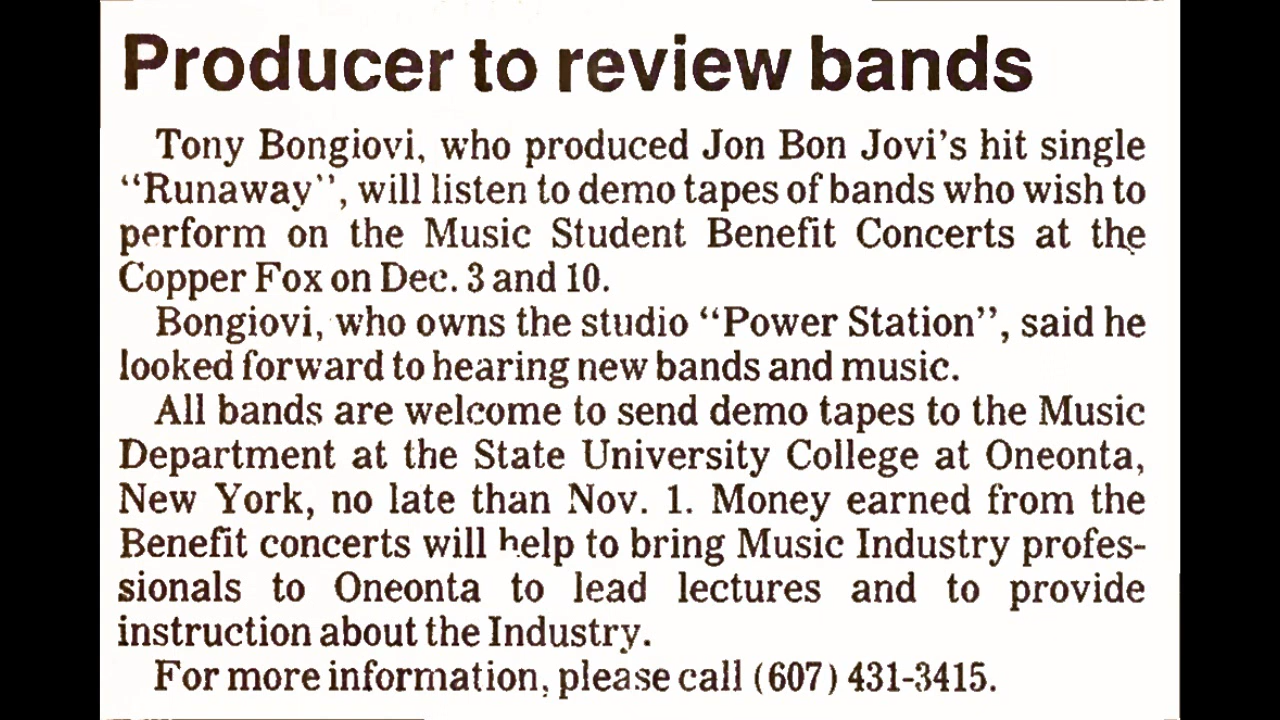 Producer to review bands
Tony Bongiovi, who produced Jon Bon Jovi's hit single
“Runaway”, will listen to demo tapes of bands who wish to
perform on the Music Student Benefit Concerts at the
Copper Fox on Dec. 3 and 10.
Bongiovi, who owns the studio “Power Station”, said he
looked forward to hearing new bands and music.
All bands are welcome to send demo tapes to the Music
Department at the State University College at Oneonta,
New York, no late than Nov. 1. Money earned from the
Benefit concerts will help to bring Music Industry profes-
sionals to Oneonta to lead lectures and to provide
instruction about the Industry.
For more information, please call (607) 431-3415.